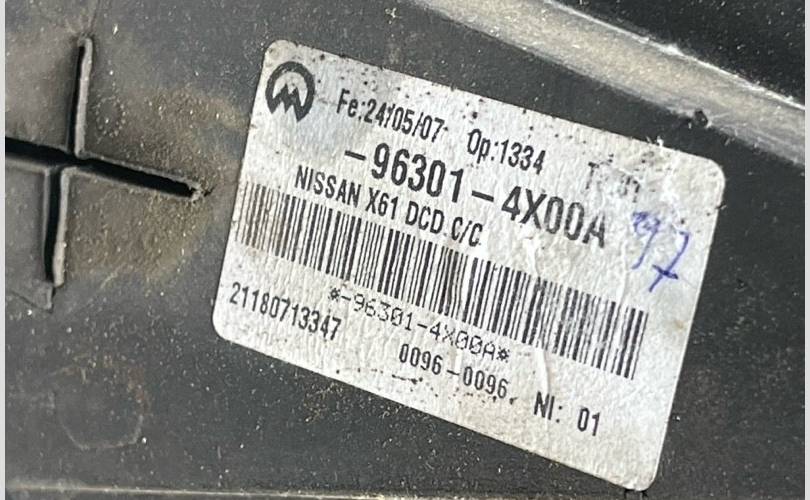 Fe:24/05/07 Op:1334
-96301-4X00A
NISSAN X61 DCD C/C
*-96301-4X00A*
21180713347
0096-0096 NI: 01